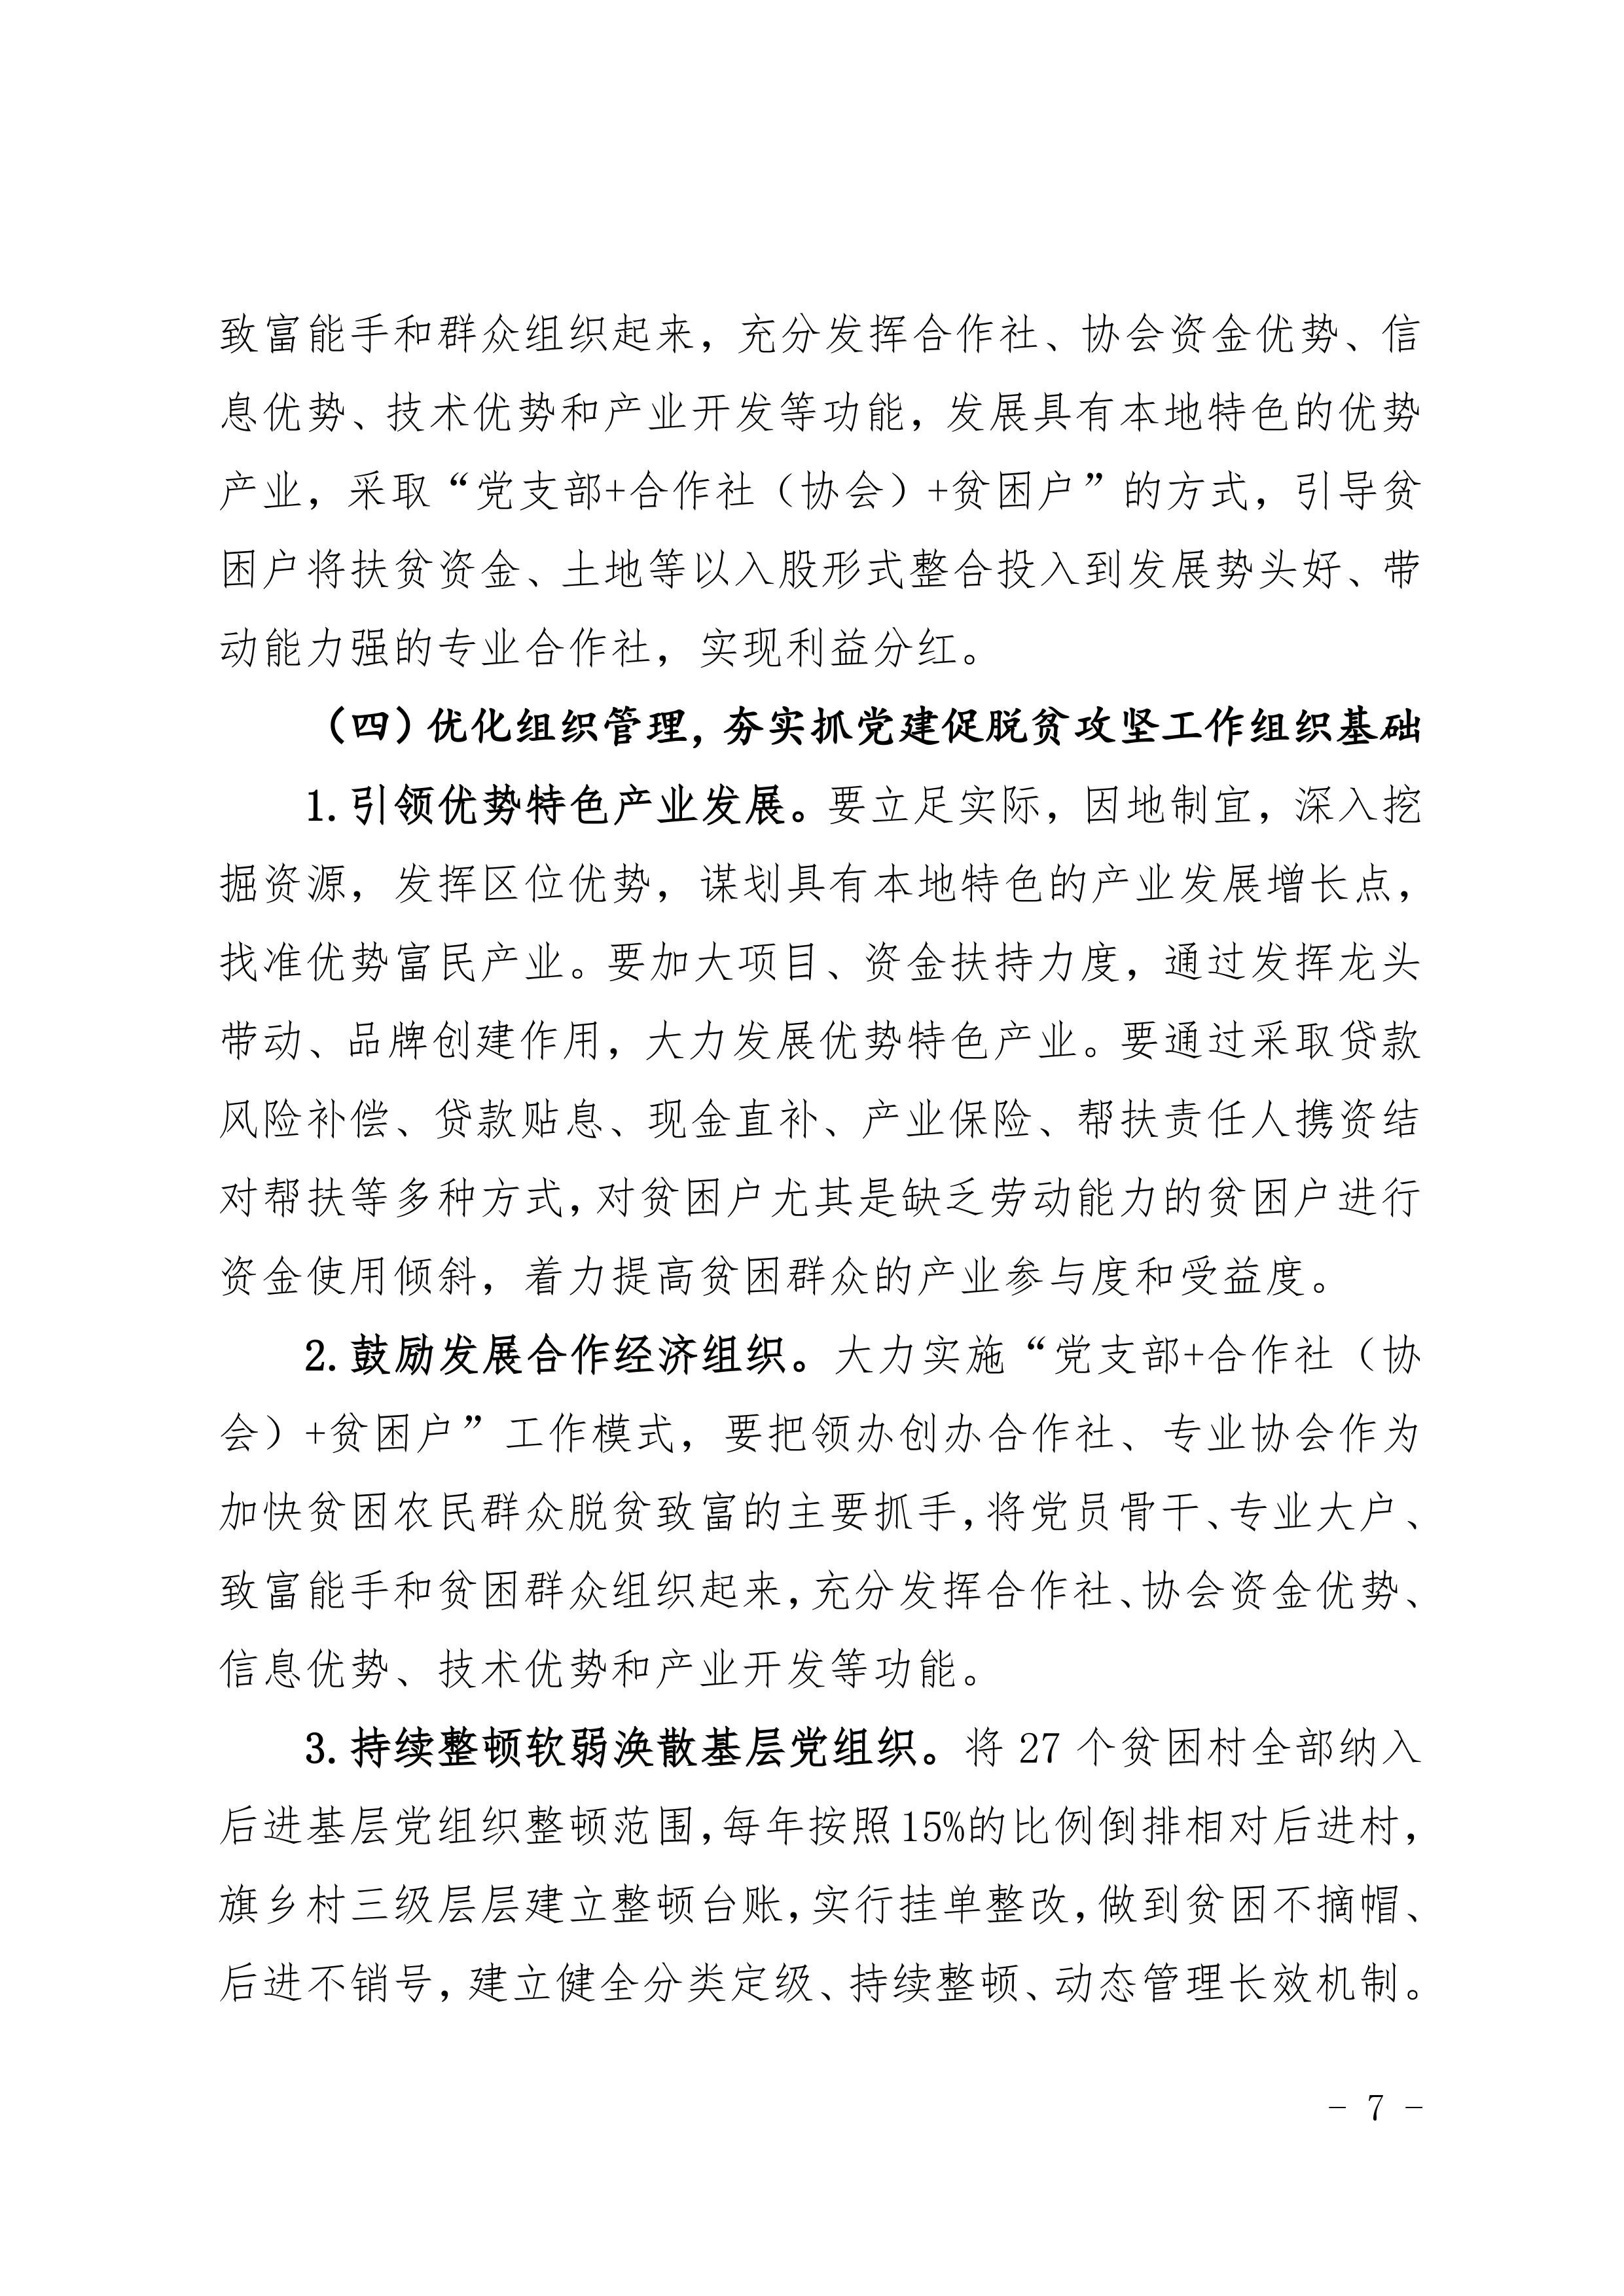 致富能手和群众组织起来，充分发挥合作社、协会资金优势、信
息优势、技术优势和产业开发等功能，发展具有本地特色的优势
产业，采取“党支部+合作社（协会）+贫困户”的方式，引导贫
困户将扶贫资金、土地等以入股形式整合投入到发展势头好、带
动能力强的专业合作社，实现利益分红。
（四）优化组织管理，夯实抓党建促脱贫攻坚工作组织基础
1.引领优势特色产业发展。要立足实际，因地制宜，深入挖
掘资源，发挥区位优势，谋划具有本地特色的产业发展增长点，
找准优势富民产业。要加大项目、资金扶持力度，通过发挥龙头
带动、品牌创建作用，大力发展优势特色产业。要通过采取贷款
风险补偿、贷款贴息、现金直补、产业保险、帮扶责任人携资结
对帮扶等多种方式，对贫困户尤其是缺乏劳动能力的贫困户进行
资金使用倾斜，着力提高贫困群众的产业参与度和受益度。
2.鼓励发展合作经济组织。大力实施“党支部+合作社（协
会）+贫困户”工作模式，要把领办创办合作社、专业协会作为
加快贫困农民群众脱贫致富的主要抓手，将党员骨干、专业大户、
致富能手和贫困群众组织起来，充分发挥合作社、协会资金优势、
信息优势、技术优势和产业开发等功能。
3.持续整顿软弱涣散基层党组织。将 27 个贫困村全部纳入
后进基层党组织整顿范围，每年按照15%的比例倒排相对后进村，
旗乡村三级层层建立整顿台账，实行挂单整改，做到贫困不摘帽、
后进不销号，建立健全分类定级、持续整顿、动态管理长效机制。
- 7 -